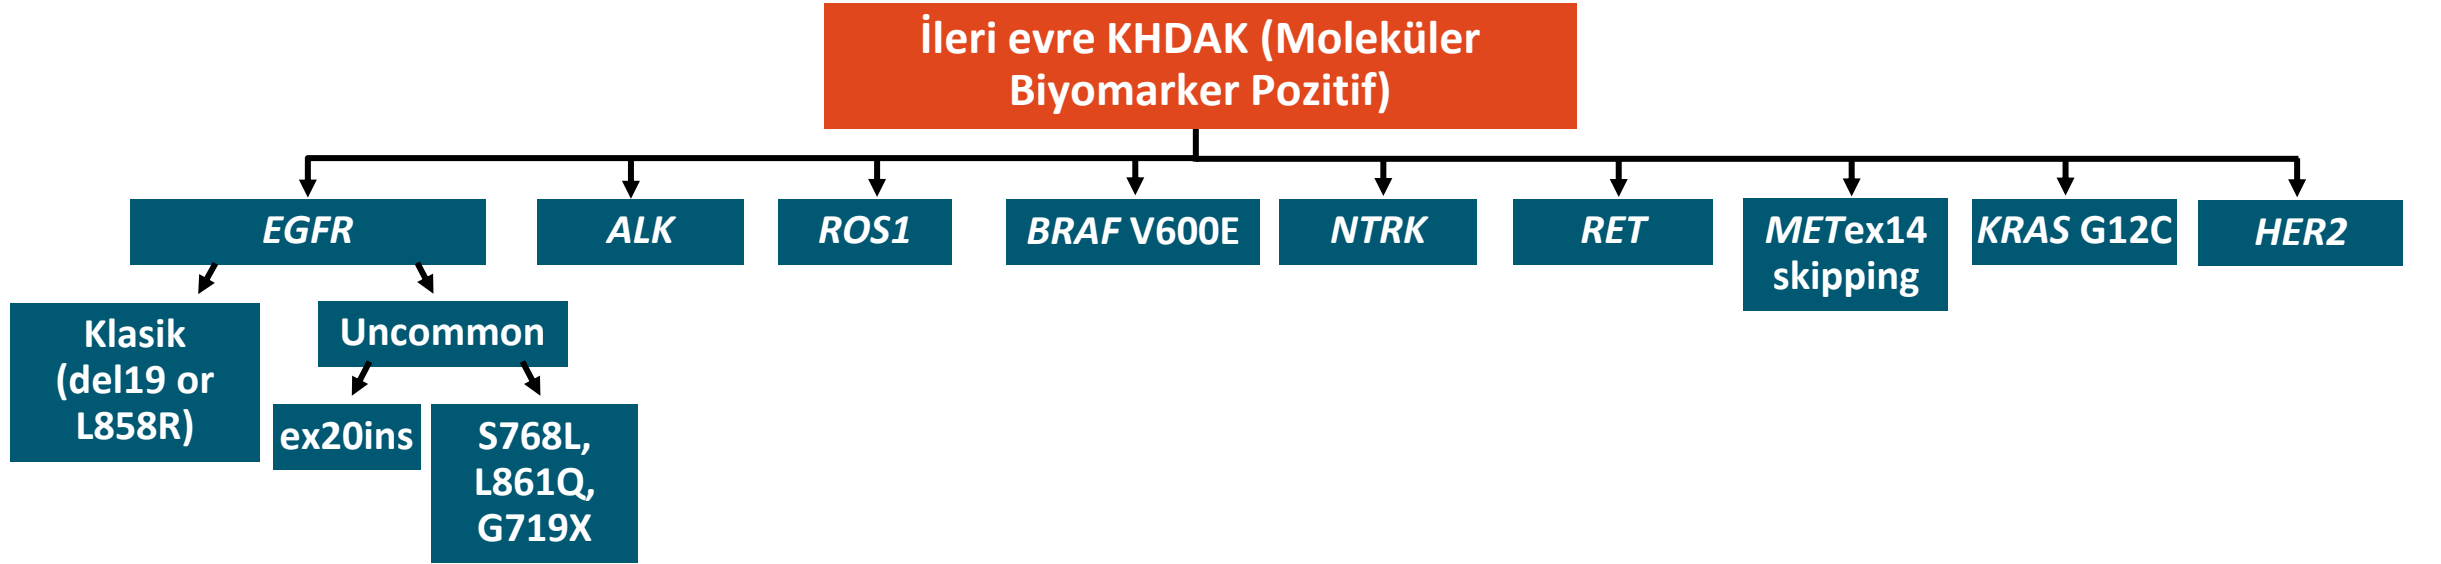 İleri evre KHDAK (Moleküler
Biyomarker Pozitif)
EGFR
ALK
ROS1
BRAF V600E
NTRK
RET
METex14
skipping
KRAS G12C
HER2
Klasik
(del19 or
L858R)
Uncommon
ex20ins
S768L,
L861Q,
G719X